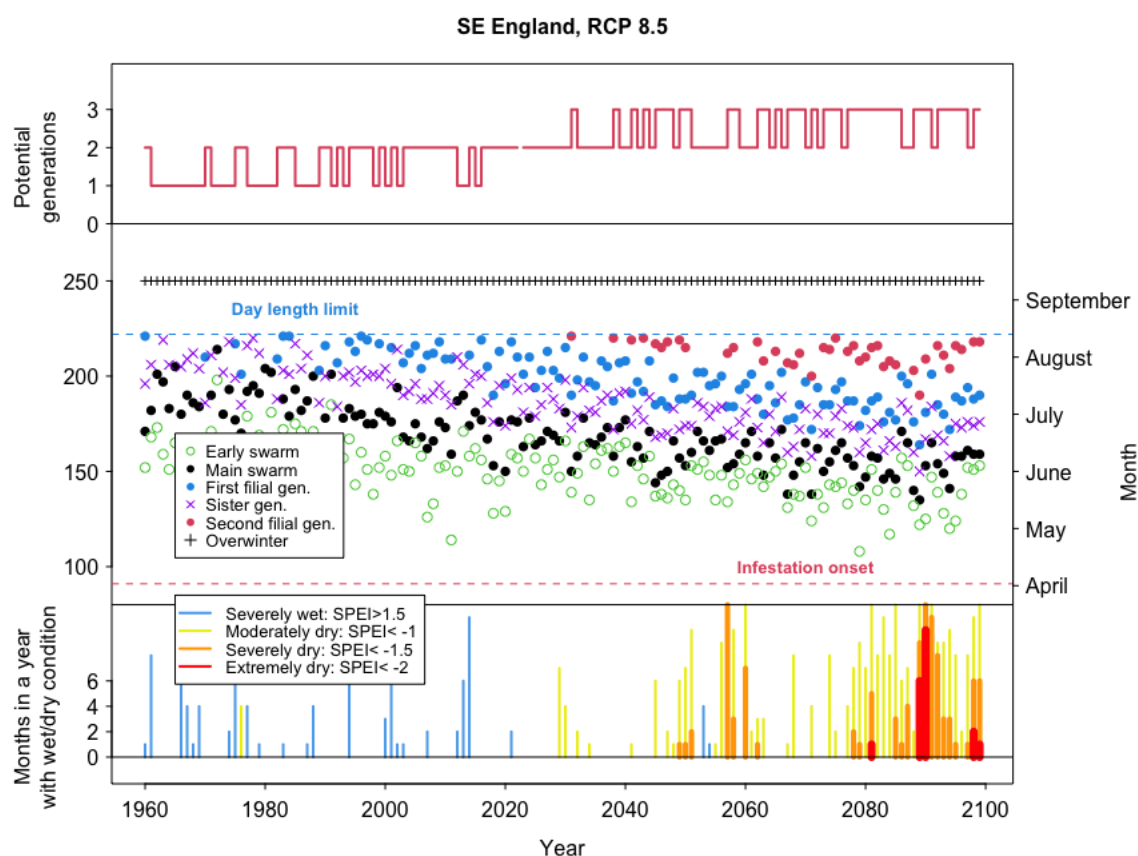 SE England, RCP 8.5
Potential
generations
3
2
1
0
250
200
150
100
Day length limit
September
August
July
June
May
April
Month
Early swarm
Main swarm
First filial gen.
Sister gen.
Second filial gen.
Overwinter
Infestation onset
Months in a year
with wet/dry condition
6
4
2
0
Severely wet: SPEI>1.5
Moderately dry: SPEI< -1
Severely dry: SPEI< -1.5
Extremely dry: SPEI< -2
1960
1980
2000
2020
2040
2060
2080
2100
Year